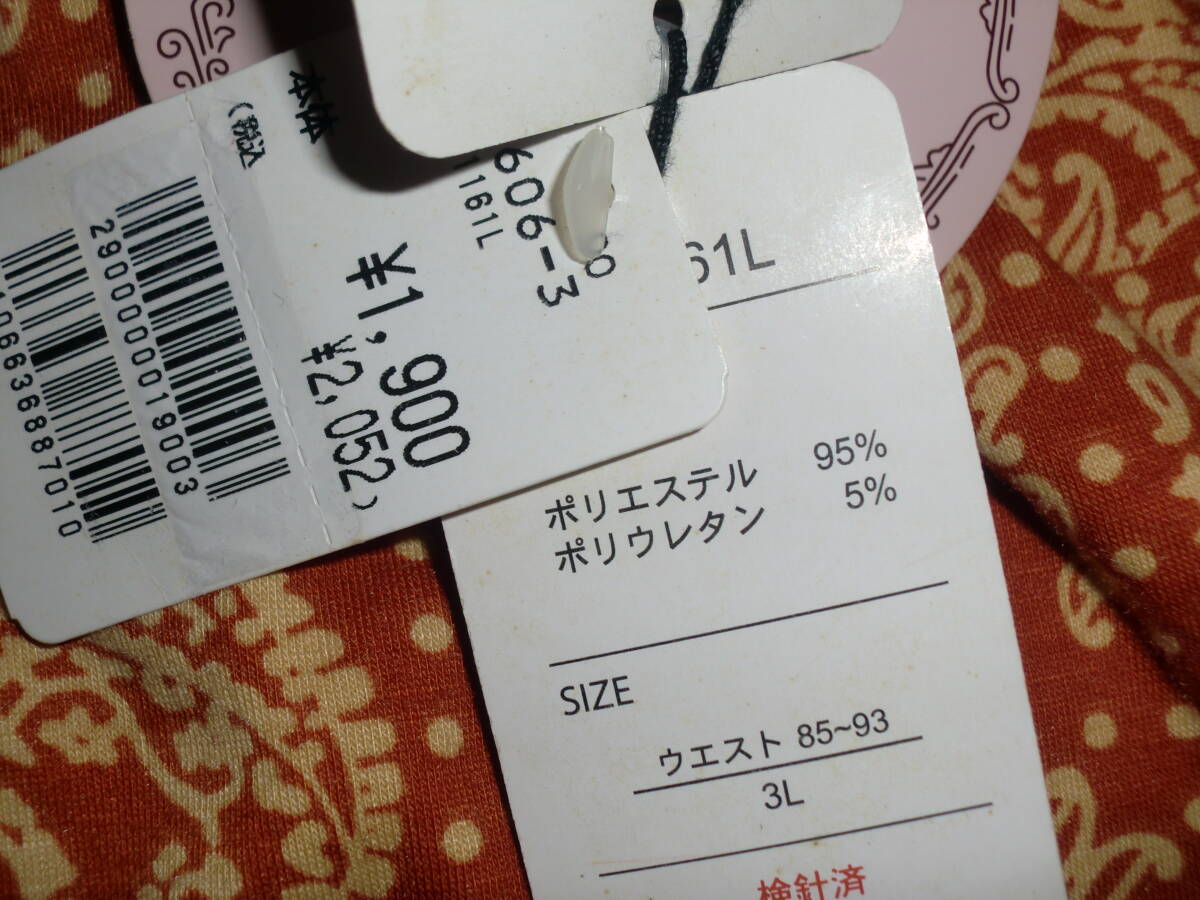 606-3
161L
本体 ¥1,900
(税込 ¥2,052)
2900000019003
61L
ポリエステル 95%
ポリウレタン 5%
SIZE
ウエスト 85~93
3L
検針済